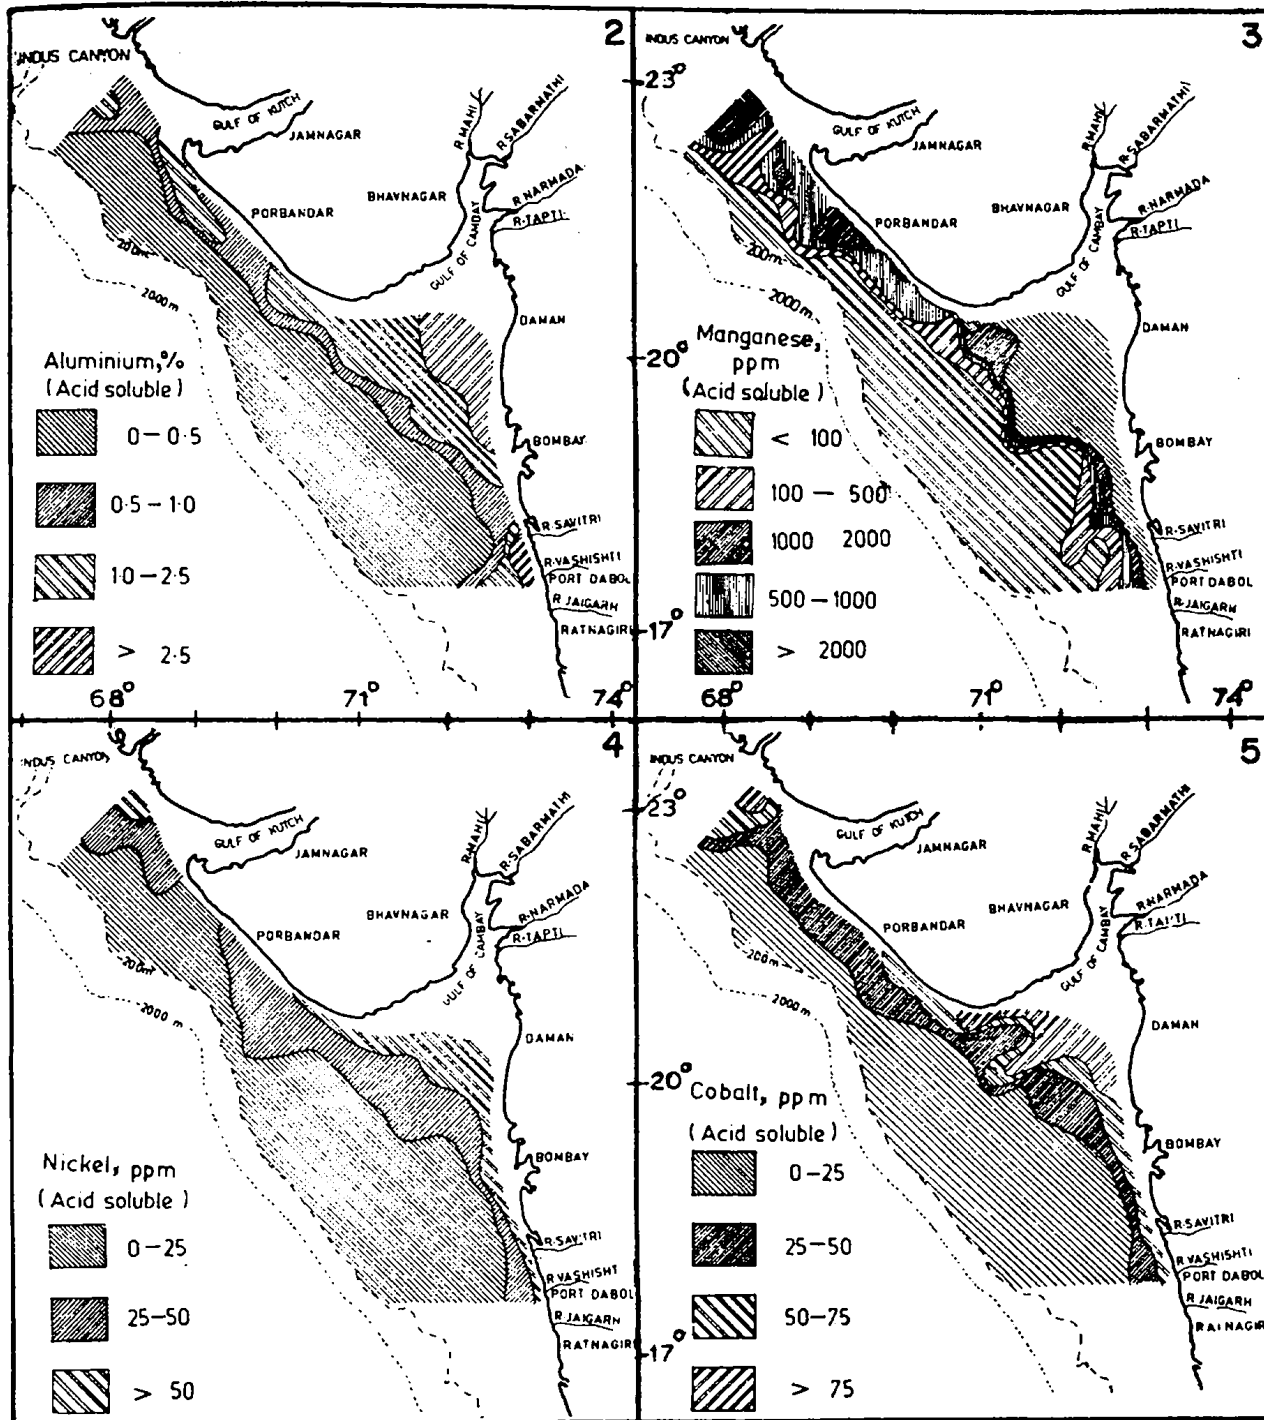 2
INDUS CANYON
GULF OF KUTCH
JAMNAGAR
R.MAHI
R.SABARMATHI
R.NARMADA
R.TAPTI
BHAVNAGAR
PORBANDAR
GULF OF CAMBAY
200m
2000m
DAMAN
Aluminium,%
(Acid soluble)
0-0.5
0.5-1.0
1.0-2.5
> 2.5
BOMBAY
R.SAVITRI
R.VASHISHTI
PORT DABOL
R.JAIGARH
RATNAGIRI
68° 71° 74°
3
INDUS CANYON
23°
GULF OF KUTCH
JAMNAGAR
R.MAHI
R.SABARMATHI
R.NARMADA
R.TAPTI
BHAVNAGAR
PORBANDAR
GULF OF CAMBAY
200m
2000m
DAMAN
20°
Manganese,
ppm
(Acid soluble)
< 100
100 - 500
1000 2000
500-1000
> 2000
BOMBAY
R.SAVITRI
R.VASHISHTI
PORT DABOL
R.JAIGARH
RATNAGIRI
17°
68° 71° 74°
4
INDUS CANYON
GULF OF KUTCH
JAMNAGAR
R.MAHI
R.SABARMATHI
R.NARMADA
R.TAPTI
BHAVNAGAR
PORBANDAR
GULF OF CAMBAY
200m
2000 m
DAMAN
BOMBAY
Nickel, ppm
(Acid soluble)
0-25
25-50
> 50
R.SAVITRI
R.VASHISHTI
PORT DABOL
R.JAIGARH
RATNAGIRI
5
INDUS CANYON
23°
GULF OF KUTCH
JAMNAGAR
R.MAHI
R.SABARMATHI
R.NARMADA
R.TAPTI
BHAVNAGAR
PORBANDAR
GULF OF CAMBAY
200m
2000 m
DAMAN
20°
Cobalt, ppm
(Acid soluble)
0-25
25-50
50-75
> 75
BOMBAY
R.SAVITRI
R.VASHISHTI
PORT DABOL
R.JAIGARH
RATNAGIRI
17°